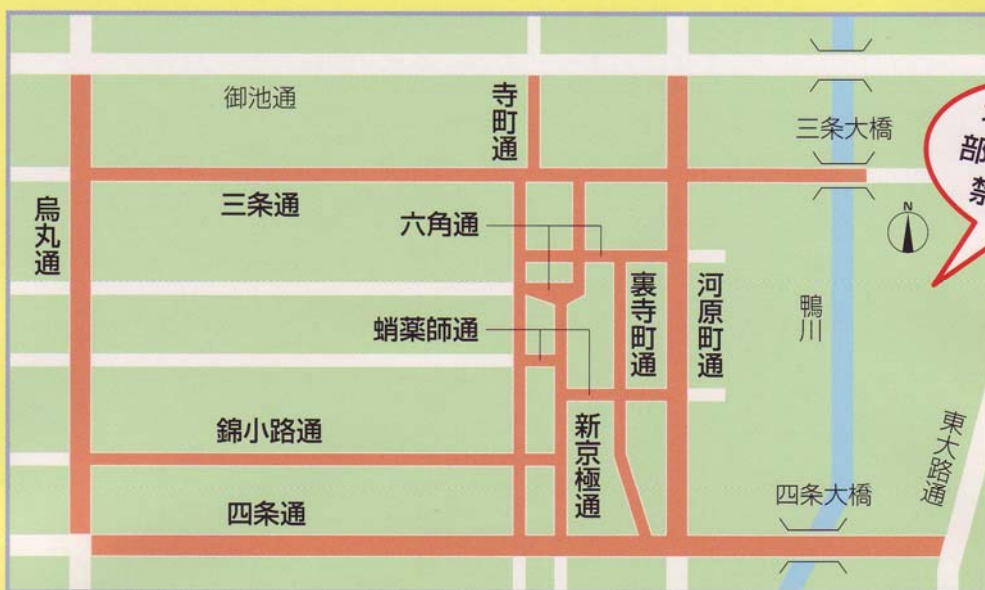 御池通
寺町通
三条大橋
部
禁
三条通
烏丸通
六角通
N
裏寺町通
河原町通
鴨川
蛸薬師通
錦小路通
新京極通
東大路通
四条通
四条大橋